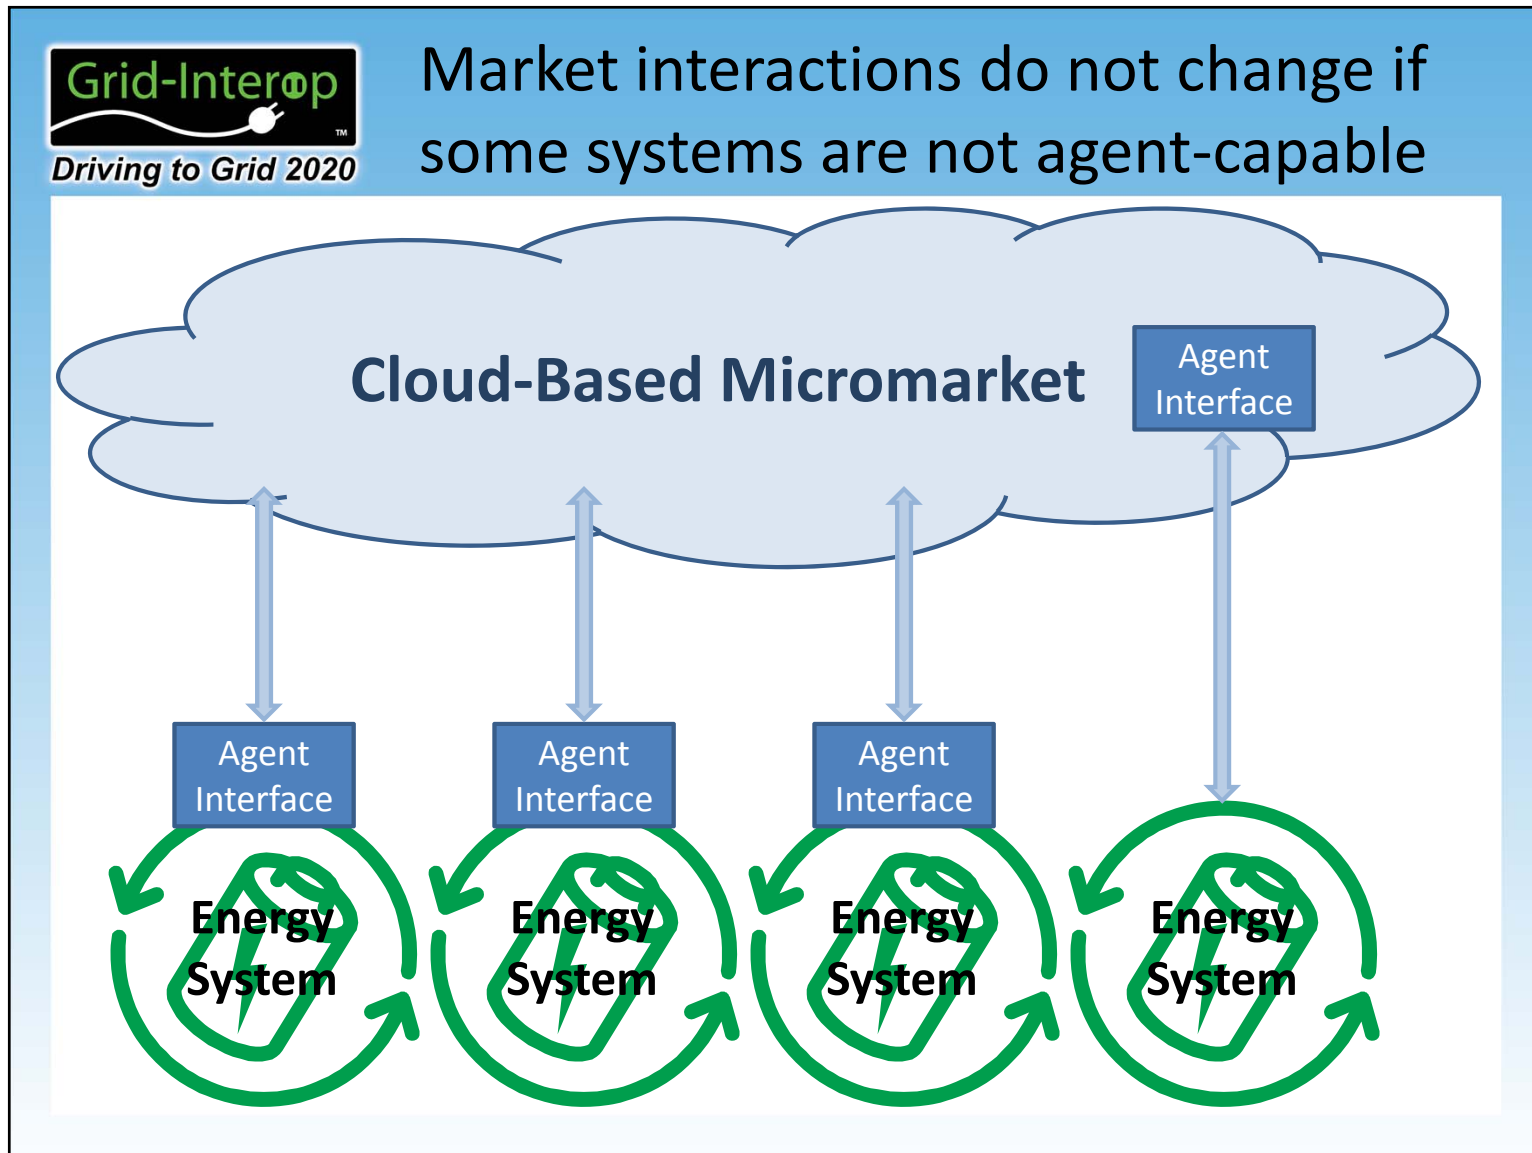 Grid-Interop
TM
Driving to Grid 2020
Market interactions do not change if
some systems are not agent-capable
Cloud-Based Micromarket
Agent
Interface
Agent
Interface
Agent
Interface
Agent
Interface
Energy
System
Energy
System
Energy
System
Energy
System